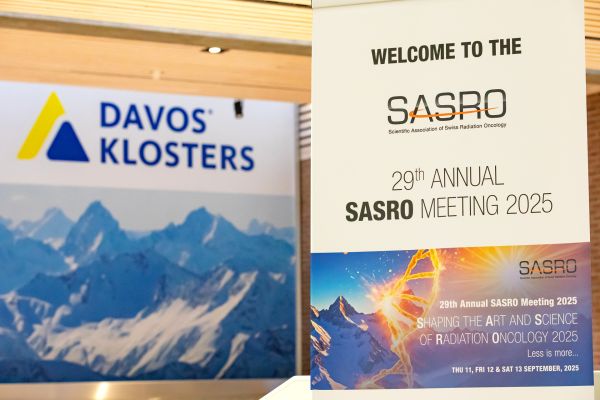 DAVOS®
KLOSTERS
WELCOME TO THE
SASRO
Scientific Association of Swiss Radiation Oncology
29th ANNUAL
SASRO MEETING 2025
SASRO
29th Annual SASRO Meeting 2025
SHAPING THE ART AND SCIENCE
OF RADIATION ONCOLOGY 2025
Less is more...
THU 11, FRI 12 & SAT 13 SEPTEMBER, 2025